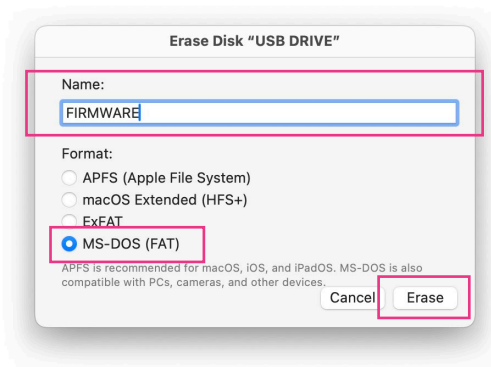 Erase Disk “USB DRIVE”
Name:
FIRMWARE
Format:
APFS (Apple File System)
macOS Extended (HFS+)
ExFAT
MS-DOS (FAT)
APFS is recommended for macOS, iOS, and iPadOS. MS-DOS is also
compatible with PCs, cameras, and other devices.
Cancel Erase